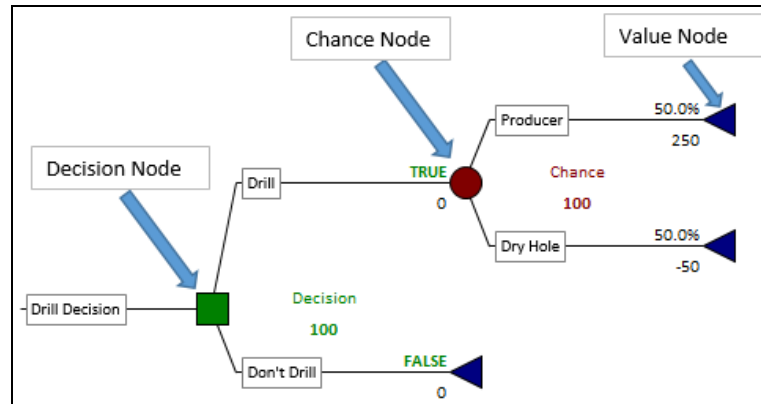 Chance Node
Value Node
Decision Node
Producer
50.0%
250
Drill
TRUE
0
Chance
100
Dry Hole
50.0%
-50
Drill Decision
Decision
100
Don't Drill
FALSE
0